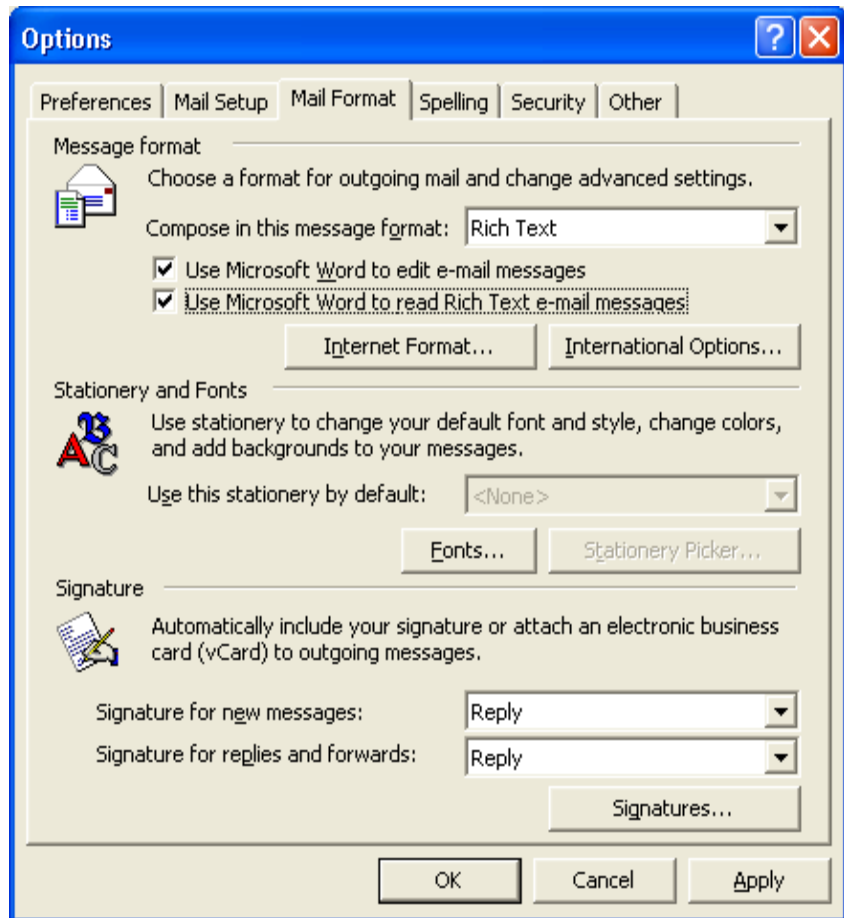 Options
Preferences Mail Setup Mail Format Spelling Security Other
Message format
Choose a format for outgoing mail and change advanced settings.
Compose in this message format: Rich Text
Use Microsoft Word to edit e-mail messages
Use Microsoft Word to read Rich Text e-mail messages
Internet Format... International Options...
Stationery and Fonts
Use stationery to change your default font and style, change colors,
and add backgrounds to your messages.
Use this stationery by default: <None>
Fonts... Stationery Picker...
Signature
Automatically include your signature or attach an electronic business
card (vCard) to outgoing messages.
Signature for new messages: Reply
Signature for replies and forwards: Reply
Signatures...
OK Cancel Apply